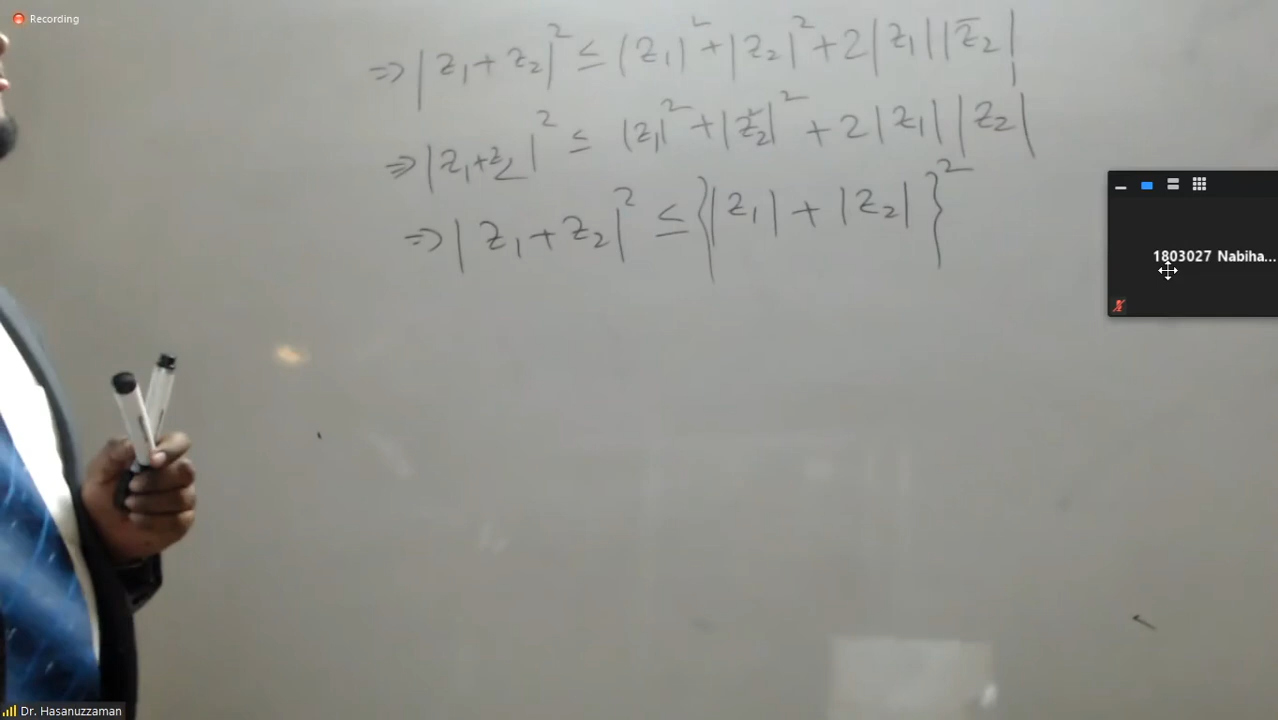 Recording
⇒ |z₁ + z₂|² ≤ |z₁|² + |z₂|² + 2|z₁||z̅₂|
⇒ |z₁+z₂|² ≤ |z₁|² + |z₂|² + 2|z₁||z₂|
⇒ |z₁ + z₂|² ≤ {|z₁| + |z₂|}²
1803027 Nabiha...
Dr. Hasanuzzaman